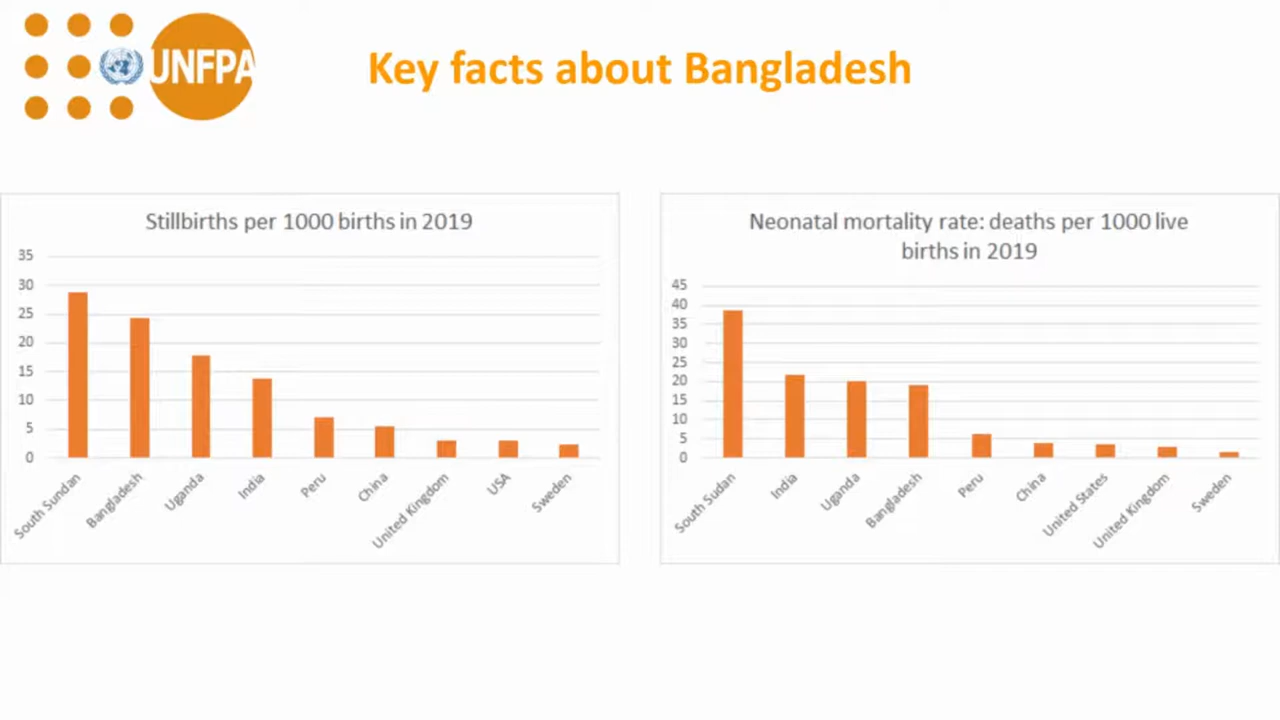 UNFPA
Key facts about Bangladesh
Stillbirths per 1000 births in 2019
35
30
25
20
15
10
5
0
South Sundan
Bangladesh
Uganda
India
Peru
China
United Kingdom
USA
Sweden
Neonatal mortality rate: deaths per 1000 live
births in 2019
45
40
35
30
25
20
15
10
5
0
South Sudan
India
Uganda
Bangladesh
Peru
China
United States
United Kingdom
Sweden